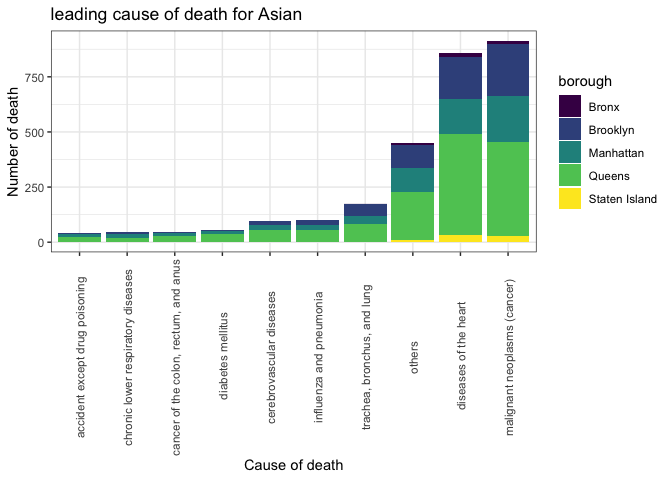 leading cause of death for Asian
Number of death
750
500
250
0
accident except drug poisoning
chronic lower respiratory diseases
cancer of the colon, rectum, and anus
diabetes mellitus
cerebrovascular diseases
influenza and pneumonia
trachea, bronchus, and lung
others
diseases of the heart
malignant neoplasms (cancer)
Cause of death
borough
Bronx
Brooklyn
Manhattan
Queens
Staten Island